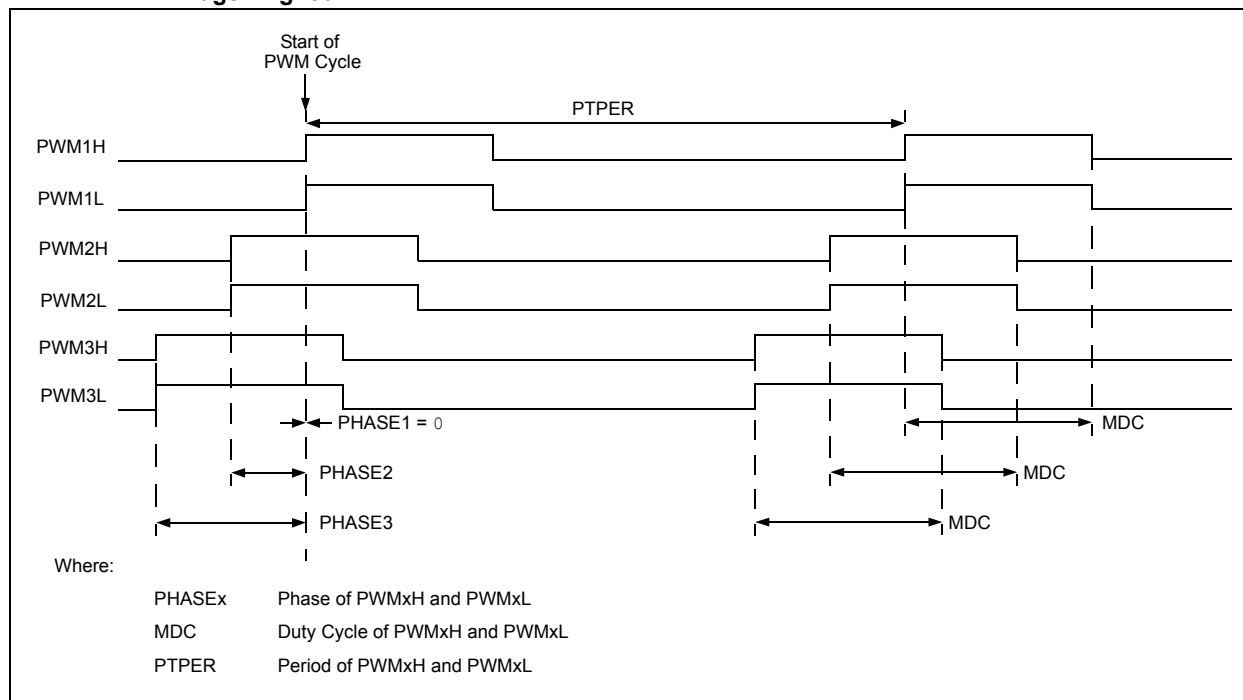 Start of
PWM Cycle
PTPER
PWM1H
PWM1L
PWM2H
PWM2L
PWM3H
PWM3L
PHASE1 = 0
MDC
PHASE2
MDC
PHASE3
MDC
Where:
PHASEx Phase of PWMxH and PWMxL
MDC Duty Cycle of PWMxH and PWMxL
PTPER Period of PWMxH and PWMxL